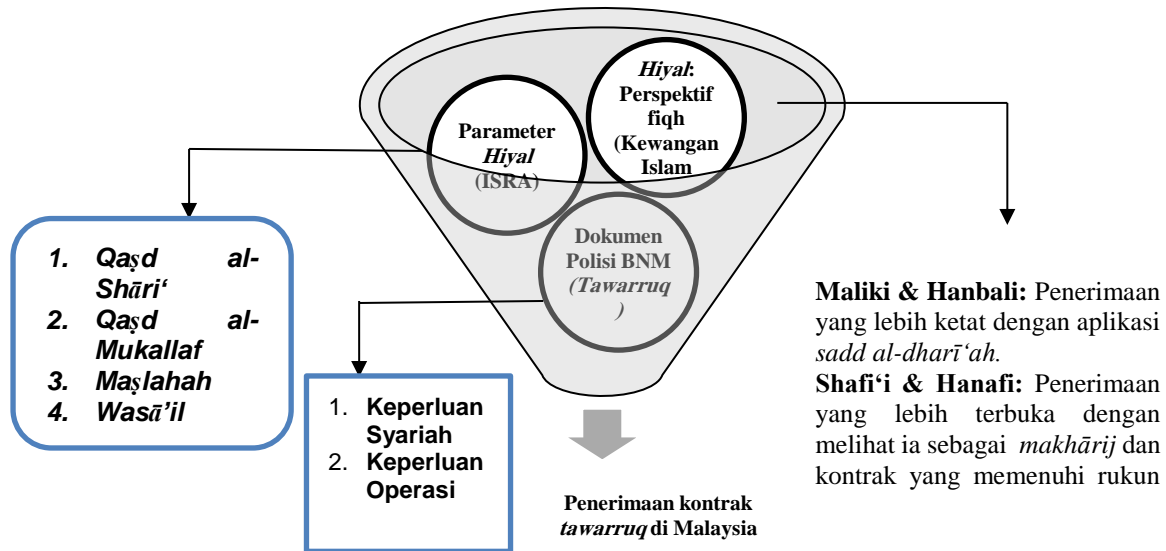 Hiyal:
Perspektif
fiqh
(Kewangan
Islam
Parameter
Hiyal
(ISRA)
Dokumen
Polisi BNM
(Tawarruq
)
1. Qaṣd al-
Shāri‘
2. Qaṣd al-
Mukallaf
3. Maṣlahah
4. Wasā’il
1. Keperluan
Syariah
2. Keperluan
Operasi
Maliki & Hanbali: Penerimaan
yang lebih ketat dengan aplikasi
sadd al-dharī‘ah.
Shafi‘i & Hanafi: Penerimaan
yang lebih terbuka dengan
melihat ia sebagai makhārij dan
kontrak yang memenuhi rukun
Penerimaan kontrak
tawarruq di Malaysia